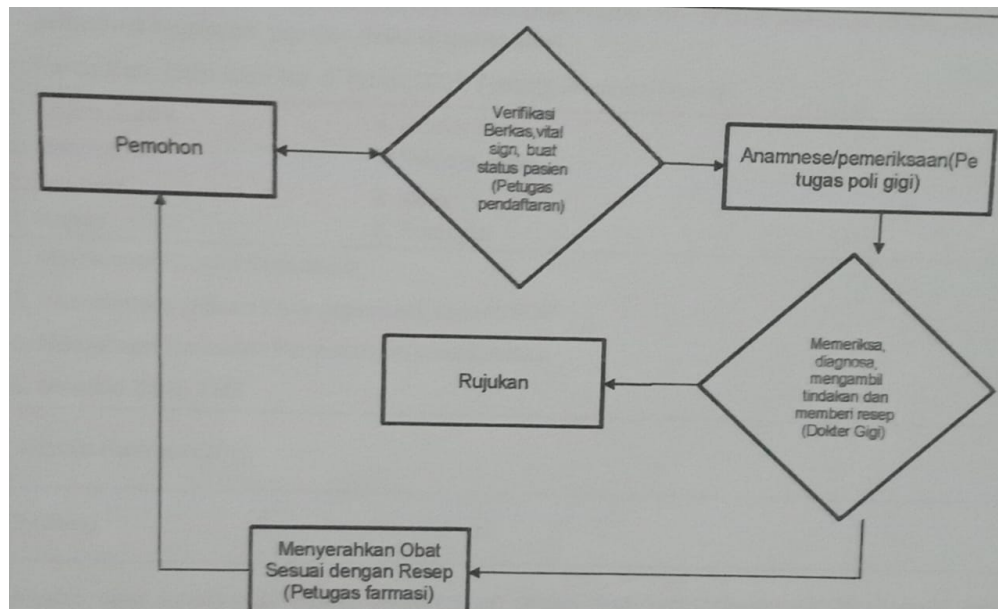 Pemohon
Verifikasi
Berkas,vital
sign, buat
status pasien
(Petugas
pendaftaran)
Anamnese/pemeriksaan(Pe
tugas poli gigi)
Memeriksa,
diagnosa,
mengambil
tindakan dan
memberi resep
(Dokter Gigi)
Rujukan
Menyerahkan Obat
Sesuai dengan Resep
(Petugas farmasi)